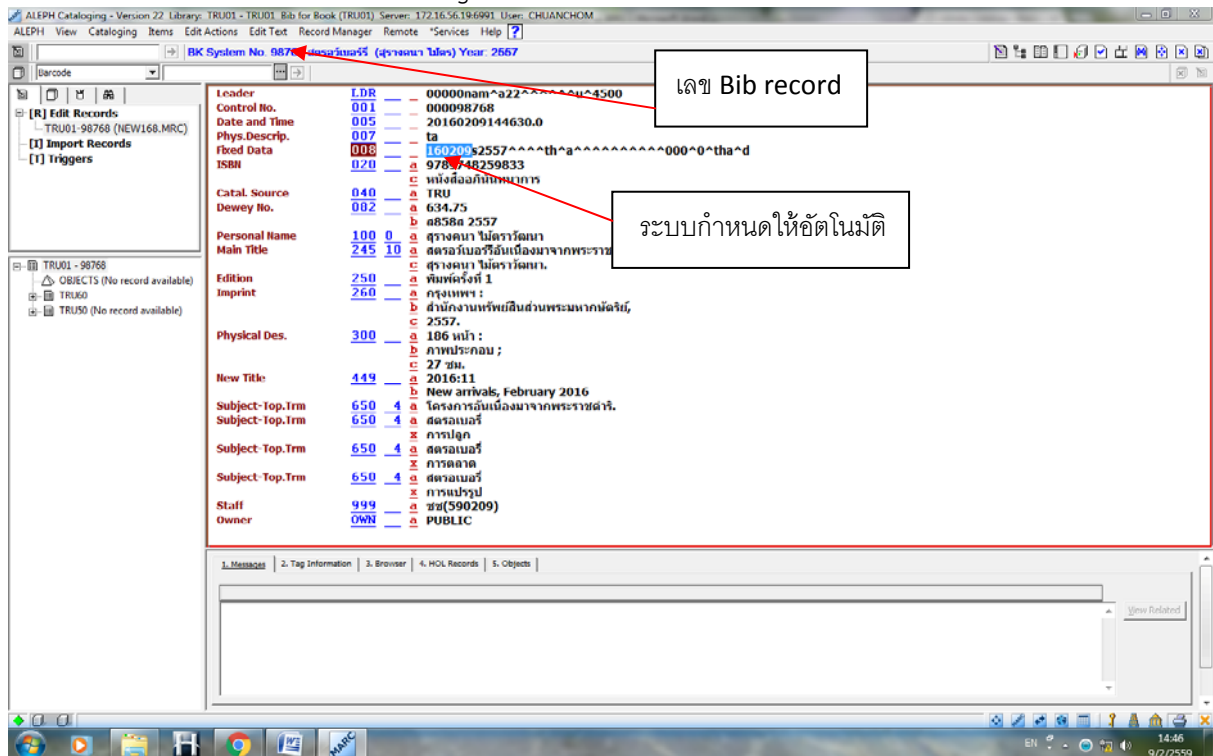 ALEPH Cataloging - Version 22 Library: TRU01 - TRU01 Bib for Book (TRU01) Server: 172.16.56.19:6991 User: CHUANCHOM
ALEPH View Cataloging Items Edit Actions Edit Text Record Manager Remote *Services Help ?
BK System No. 9876 สตรอว์เบอร์รี (สุรางคนา ไม้ตร) Year: 2557
Barcode
เลข Bib record
ระบบกำหนดให้อัตโนมัติ
[R] Edit Records
TRU01-98768 (NEW168.MRC)
[I] Import Records
[T] Triggers
TRU01 - 98768
OBJECTS (No record available)
TRU60
TRU50 (No record available)
Leader LDR 00000nam^a22^^^^^^u^4500
Control No. 001 000098768
Date and Time 005 20160209144630.0
Phys.Descrip. 007 ta
Fixed Data 008 160209s2557^^^^th^a^^^^^^^^^^000^0^tha^d
ISBN 020 a 9789748259833
c หนังสืออภินันทนาการ
Catal. Source 040 a TRU
Dewey No. 082 a 634.75
b ส858ส 2557
Personal Name 100 0 a สุรางคนา ไม้ตราวัฒนา
Main Title 245 10 a สตรอว์เบอร์รีอันเนื่องมาจากพระราช
c สุรางคนา ไม้ตราวัฒนา.
Edition 250 a พิมพ์ครั้งที่ 1
Imprint 260 a กรุงเทพฯ :
b สำนักงานทรัพย์สินส่วนพระมหากษัตริย์,
c 2557.
Physical Des. 300 a 186 หน้า :
b ภาพประกอบ ;
c 27 ซม.
New Title 449 a 2016:11
b New arrivals, February 2016
Subject-Top.Trm 650 4 a โครงการอันเนื่องมาจากพระราชดำริ.
Subject-Top.Trm 650 4 a สตรอเบอรี่
x การปลูก
Subject-Top.Trm 650 4 a สตรอเบอรี่
x การตลาด
Subject-Top.Trm 650 4 a สตรอเบอรี่
x การแปรรูป
Staff 999 a ชช(590209)
Owner OWN a PUBLIC
1. Messages 2. Tag Information 3. Browser 4. HOL Records 5. Objects
View Related
MARC
EN 14:46
9/2/2559